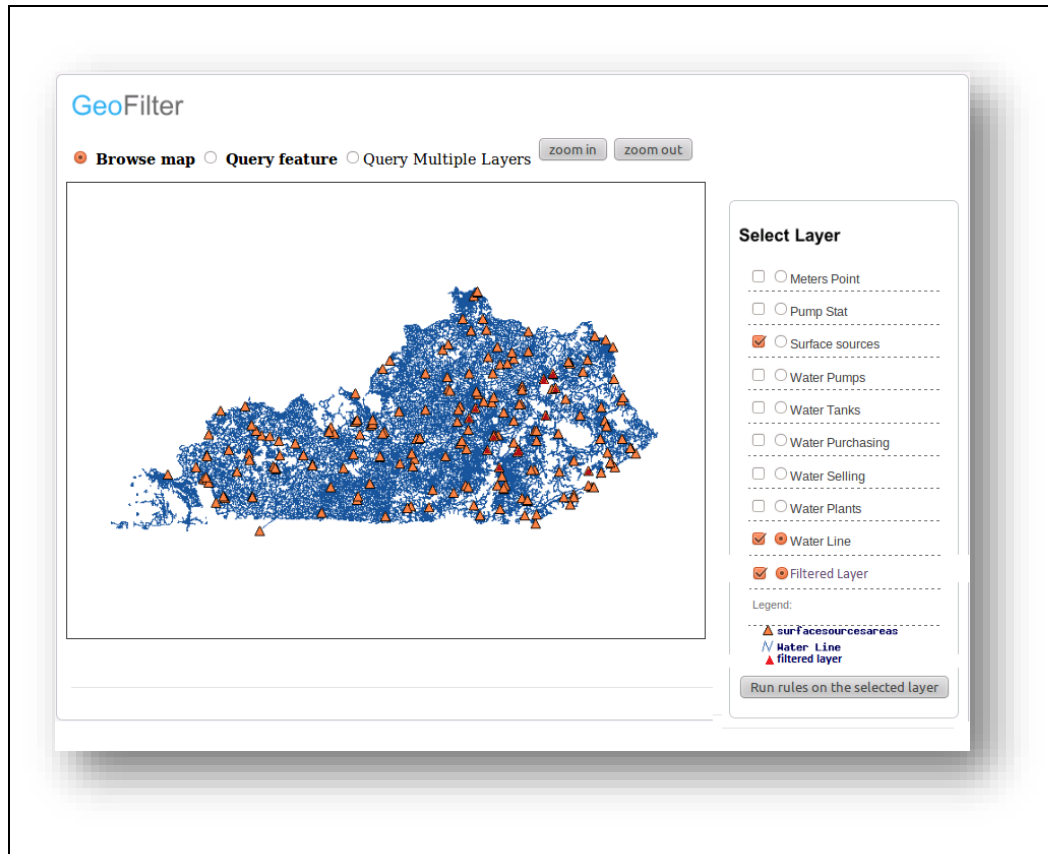 GeoFilter
Browse map Query feature Query Multiple Layers zoom in zoom out
Select Layer
Meters Point
Pump Stat
Surface sources
Water Pumps
Water Tanks
Water Purchasing
Water Selling
Water Plants
Water Line
Filtered Layer
Legend:
surfacesourcesareas
Water Line
filtered layer
Run rules on the selected layer